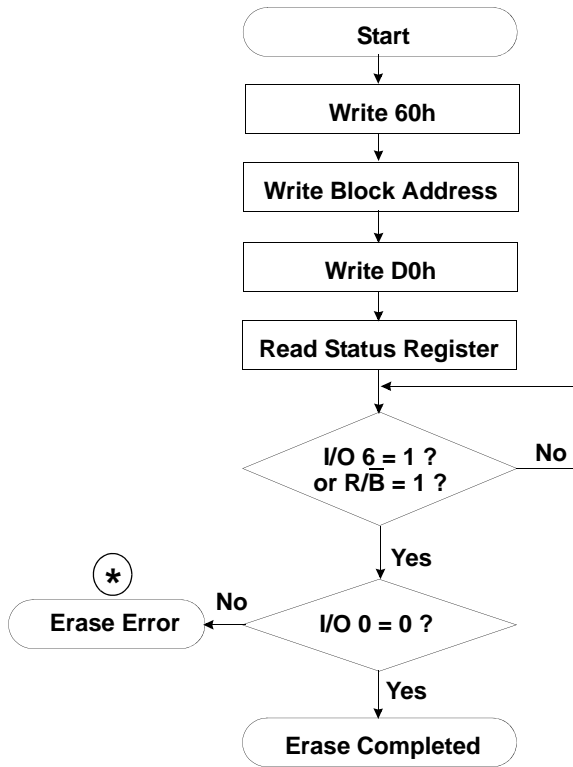 Start
Write 60h
Write Block Address
Write D0h
Read Status Register
I/O 6 = 1 ?
or R/B̅ = 1 ?
No
Yes
*
No
Erase Error
I/O 0 = 0 ?
Yes
Erase Completed